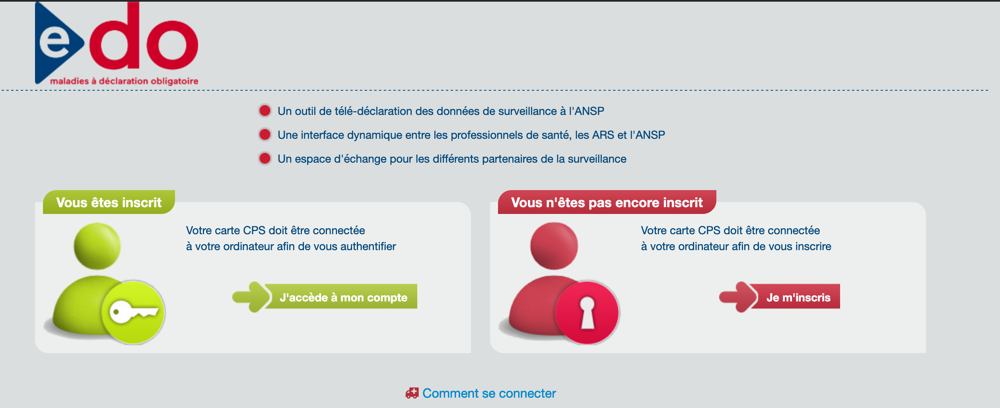 e do
maladies à déclaration obligatoire
Un outil de télé-déclaration des données de surveillance à l'ANSP
Une interface dynamique entre les professionnels de santé, les ARS et l'ANSP
Un espace d'échange pour les différents partenaires de la surveillance
Vous êtes inscrit
Votre carte CPS doit être connectée
à votre ordinateur afin de vous authentifier
J'accède à mon compte
Vous n'êtes pas encore inscrit
Votre carte CPS doit être connectée
à votre ordinateur afin de vous inscrire
Je m'inscris
Comment se connecter